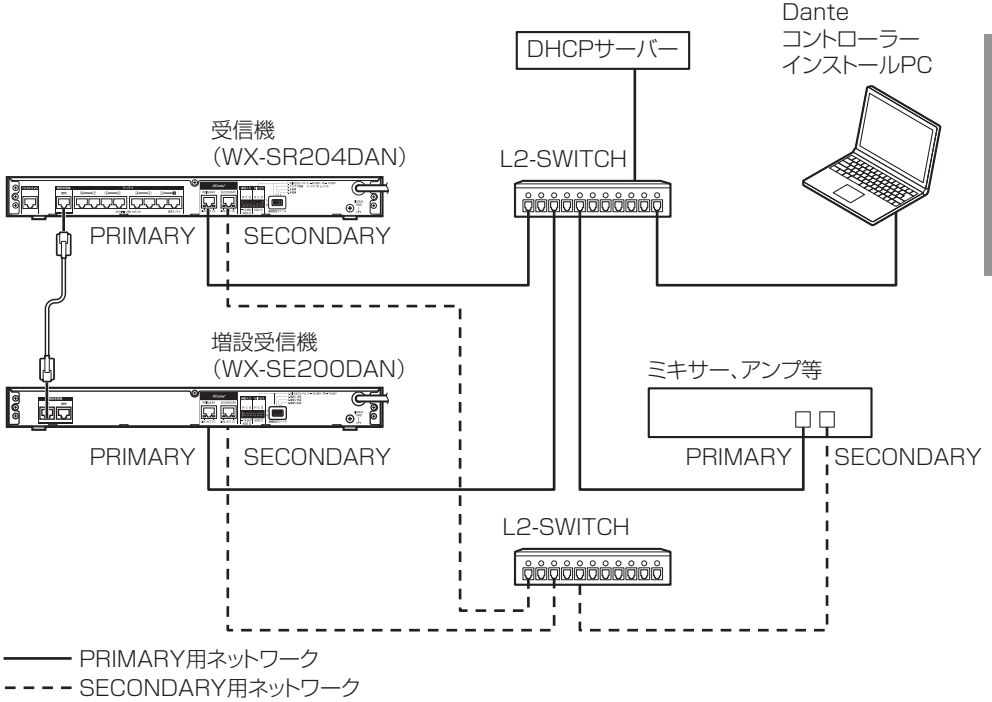 Dante
コントローラー
インストールPC
DHCPサーバー
受信機
（WX-SR204DAN）
L2-SWITCH
PRIMARY
SECONDARY
増設受信機
（WX-SE200DAN）
ミキサー、アンプ等
PRIMARY
SECONDARY
PRIMARY
SECONDARY
L2-SWITCH
PRIMARY用ネットワーク
SECONDARY用ネットワーク